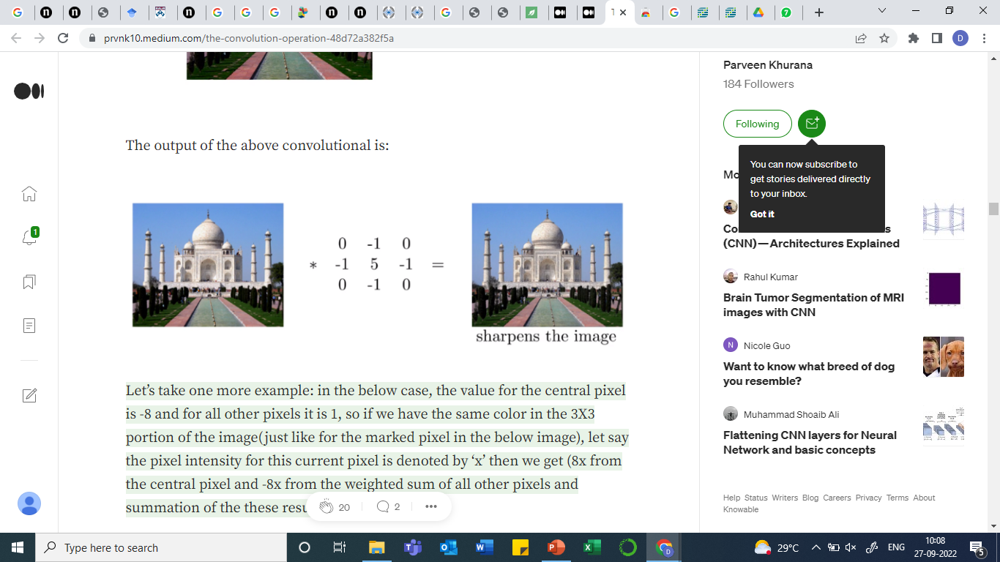 T
7
prvnk10.medium.com/the-convolution-operation-48d72a382f5a
D
Parveen Khurana
184 Followers
Following
You can now subscribe to
get stories delivered directly
to your inbox.
Got it
Mo
Co
s
(CNN) — Architectures Explained
Rahul Kumar
Brain Tumor Segmentation of MRI
images with CNN
N Nicole Guo
Want to know what breed of dog
you resemble?
Muhammad Shoaib Ali
Flattening CNN layers for Neural
Network and basic concepts
Help Status Writers Blog Careers Privacy Terms About
Knowable
1
The output of the above convolutional is:
0 -1 0
* -1 5 -1 =
0 -1 0
sharpens the image
Let’s take one more example: in the below case, the value for the central pixel
is -8 and for all other pixels it is 1, so if we have the same color in the 3X3
portion of the image(just like for the marked pixel in the below image), let say
the pixel intensity for this current pixel is denoted by ‘x’ then we get (8x from
the central pixel and -8x from the weighted sum of all other pixels and
summation of the these resu
20
2
Type here to search
29°C
ENG
10:08
27-09-2022
5